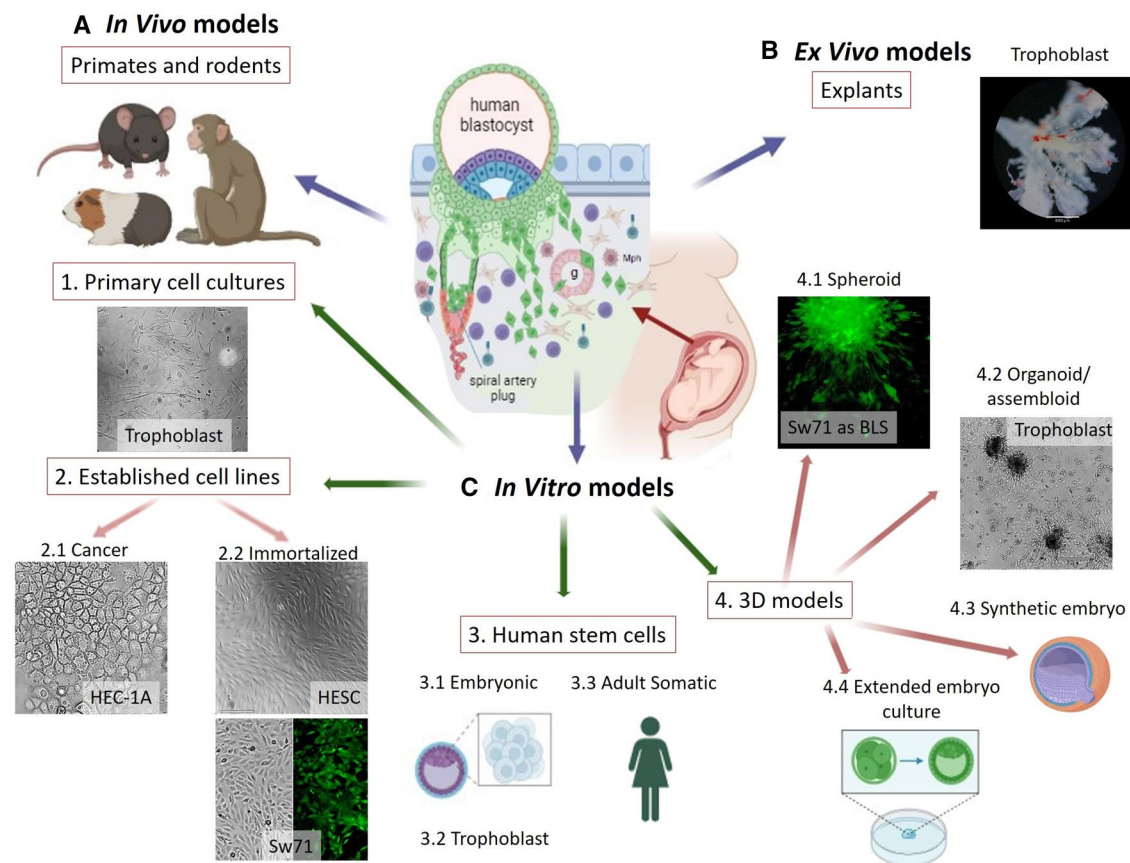 A In Vivo models
Primates and rodents
human
blastocyst
Mph
g
spiral artery
plug
B Ex Vivo models
Explants
Trophoblast
1. Primary cell cultures
Trophoblast
2. Established cell lines
2.1 Cancer
HEC-1A
2.2 Immortalized
HESC
Sw71
C In Vitro models
3. Human stem cells
3.1 Embryonic
3.3 Adult Somatic
3.2 Trophoblast
4. 3D models
4.1 Spheroid
Sw71 as BLS
4.2 Organoid/
assembloid
Trophoblast
4.3 Synthetic embryo
4.4 Extended embryo
culture